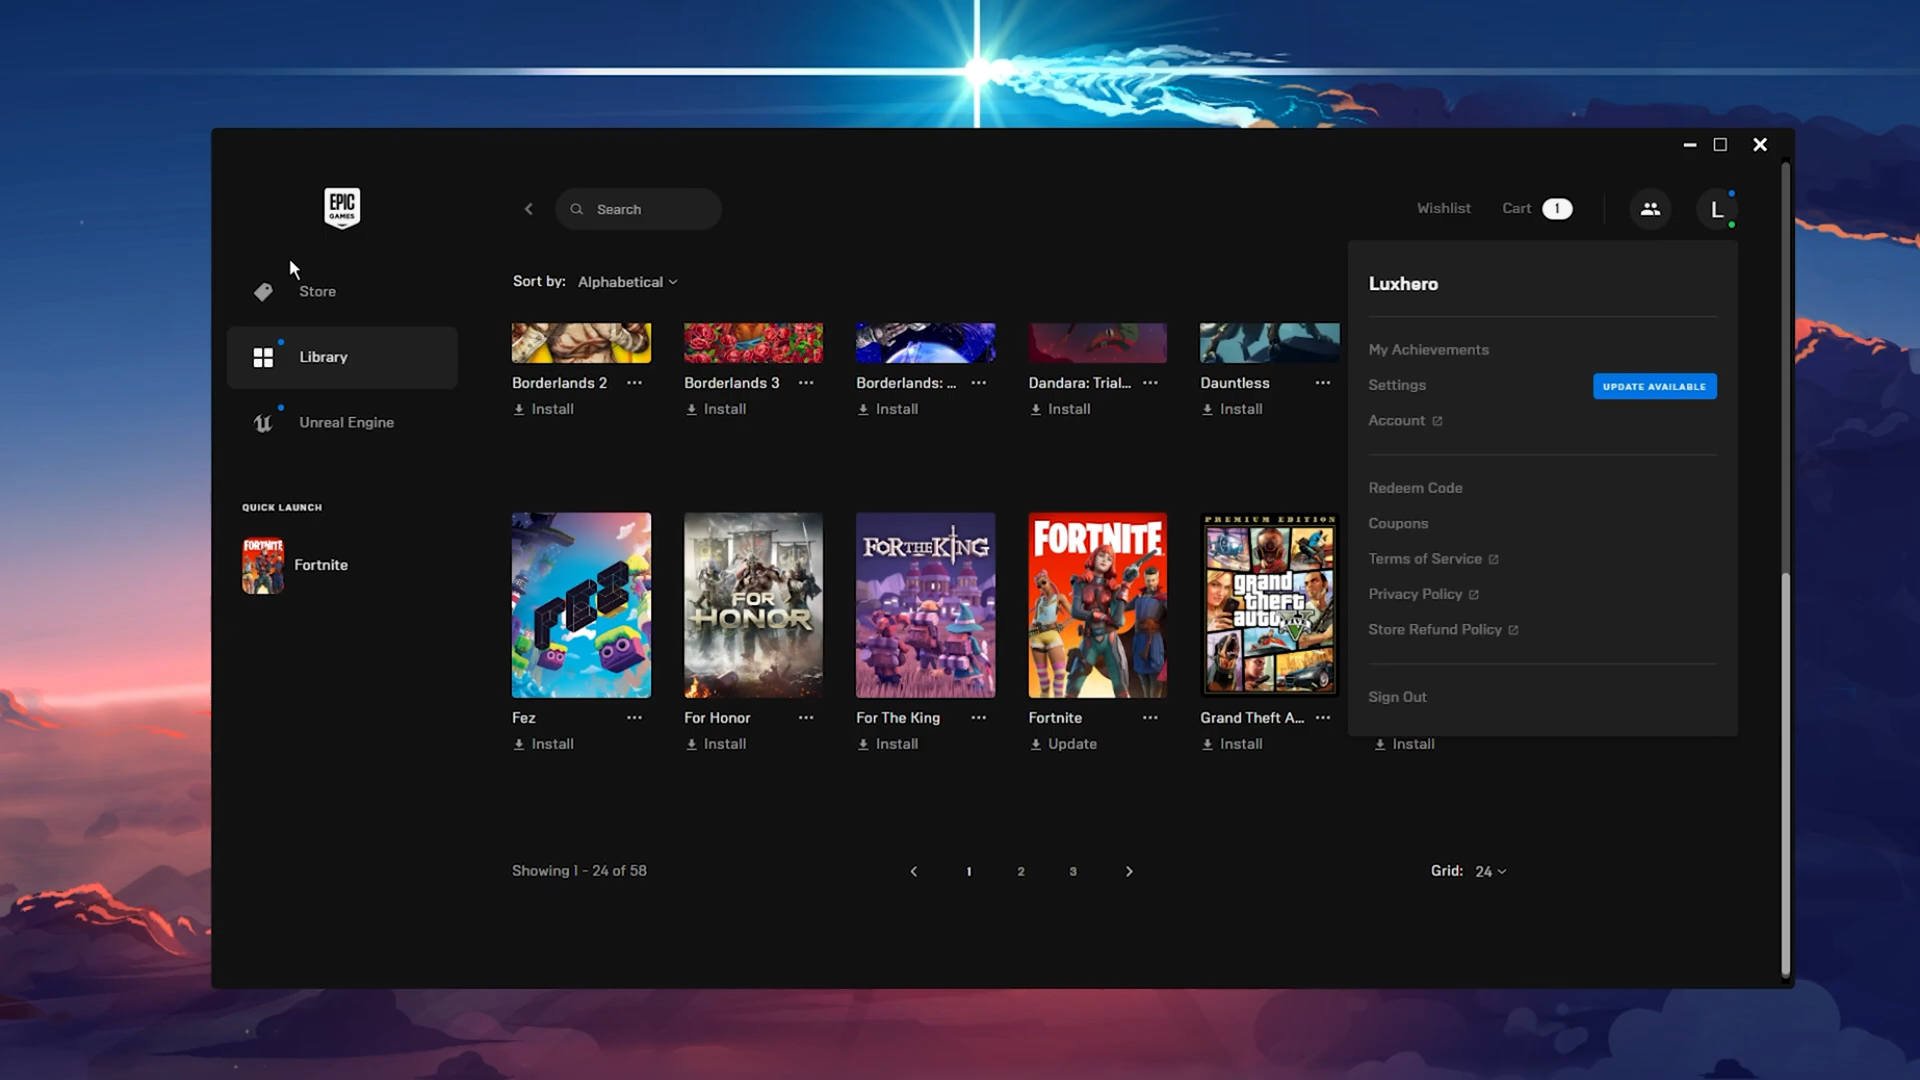 EPIC
GAMES
Search
Wishlist
Cart 1
L
Store
Library
Unreal Engine
QUICK LAUNCH
FORTNITE
Fortnite
Sort by: Alphabetical
Borderlands 2 ...
Install
Borderlands 3 ...
Install
Borderlands: ... ...
Install
Dandara: Trial... ...
Install
Dauntless ...
Install
FEZ
Fez ...
Install
FOR
HONOR
For Honor ...
Install
FOR THE KING
For The King ...
Install
FORTNITE
Fortnite ...
Update
PREMIUM EDITION
grand
theft
auto
V
FIVE
Grand Theft A... ...
Install
Install
Luxhero
My Achievements
Settings
UPDATE AVAILABLE
Account
Redeem Code
Coupons
Terms of Service
Privacy Policy
Store Refund Policy
Sign Out
Showing 1 - 24 of 58
1 2 3
Grid: 24